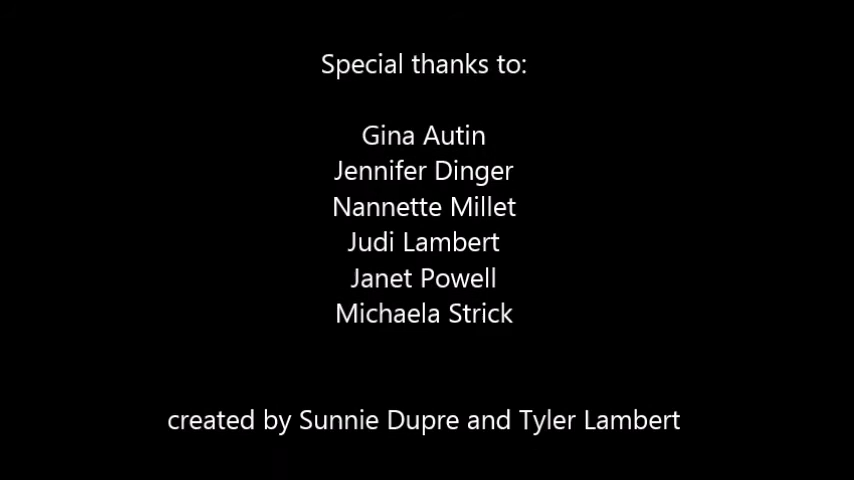 Special thanks to:
Gina Autin
Jennifer Dinger
Nannette Millet
Judi Lambert
Janet Powell
Michaela Strick
created by Sunnie Dupre and Tyler Lambert